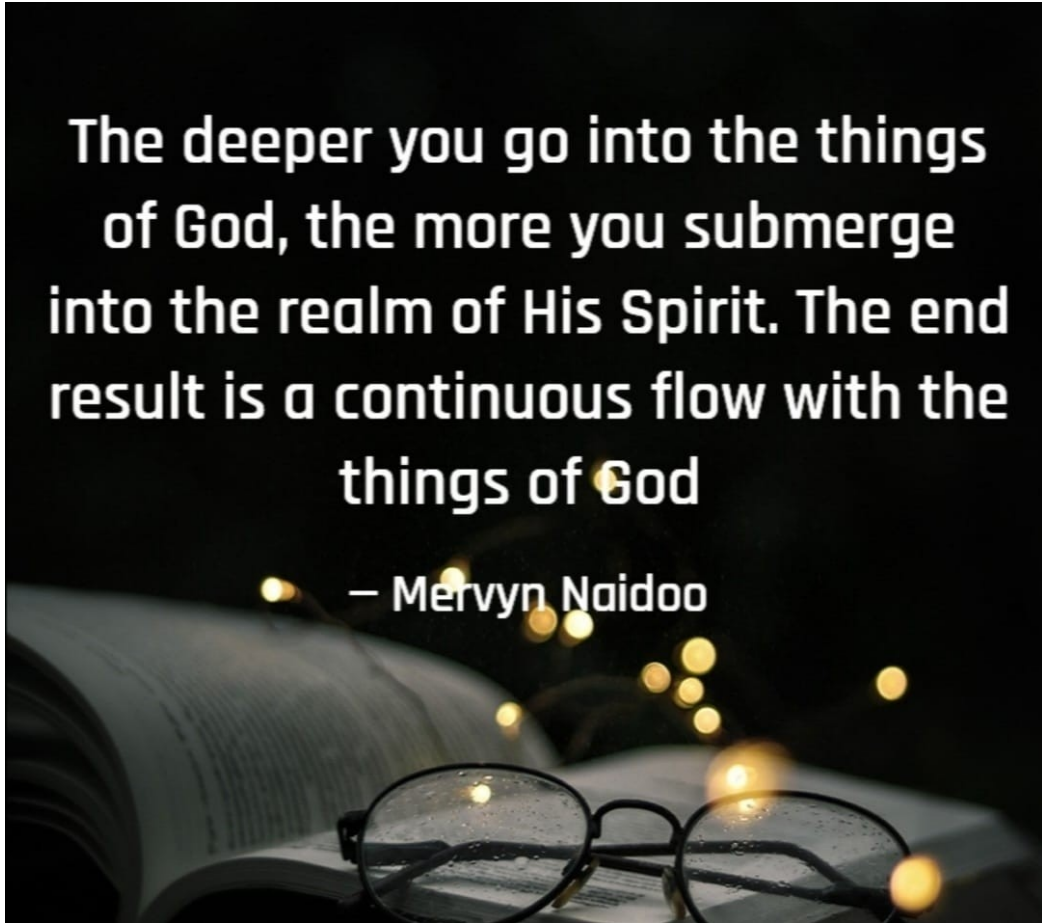 The deeper you go into the things
of God, the more you submerge
into the realm of His Spirit. The end
result is a continuous flow with the
things of God
– Mervyn Naidoo